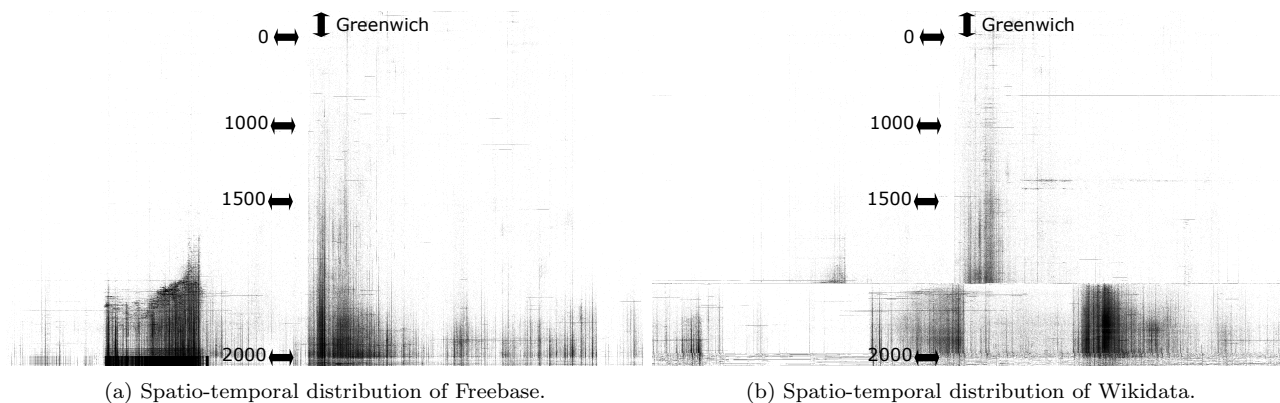 Greenwich
0
1000
1500
2000
(a) Spatio-temporal distribution of Freebase.
Greenwich
0
1000
1500
2000
(b) Spatio-temporal distribution of Wikidata.